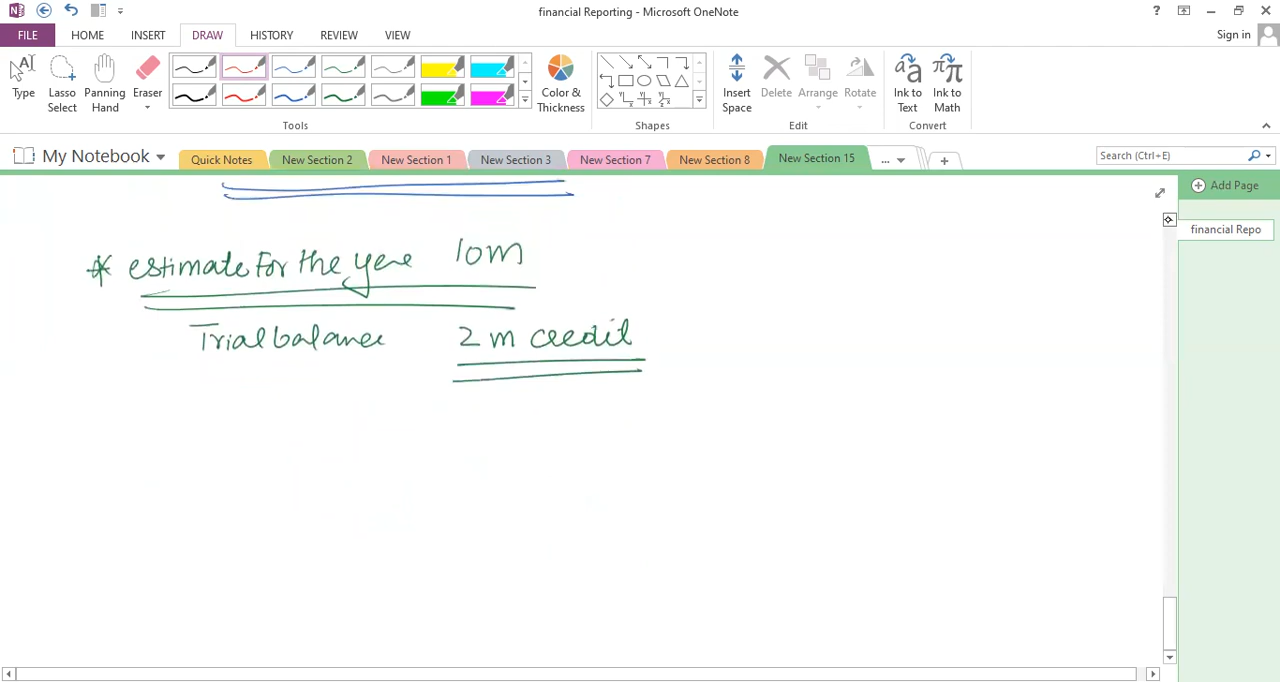 financial Reporting - Microsoft OneNote
?
FILE HOME INSERT DRAW HISTORY REVIEW VIEW
Sign in
Type
Lasso Select
Panning Hand
Eraser
Color & Thickness
Insert Space
Delete
Arrange
Rotate
Ink to Text
Ink to Math
Tools
Shapes
Edit
Convert
My Notebook
Quick Notes
New Section 2
New Section 1
New Section 3
New Section 7
New Section 8
New Section 15
...
Search (Ctrl+E)
Add Page
financial Repo
* estimate for the year 10m
Trial balance 2 m credit